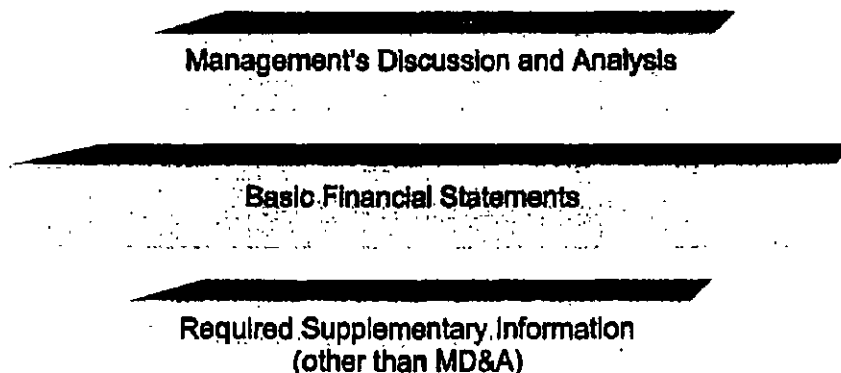 Management's Discussion and Analysis
Basic Financial Statements
Required Supplementary Information
(other than MD&A)